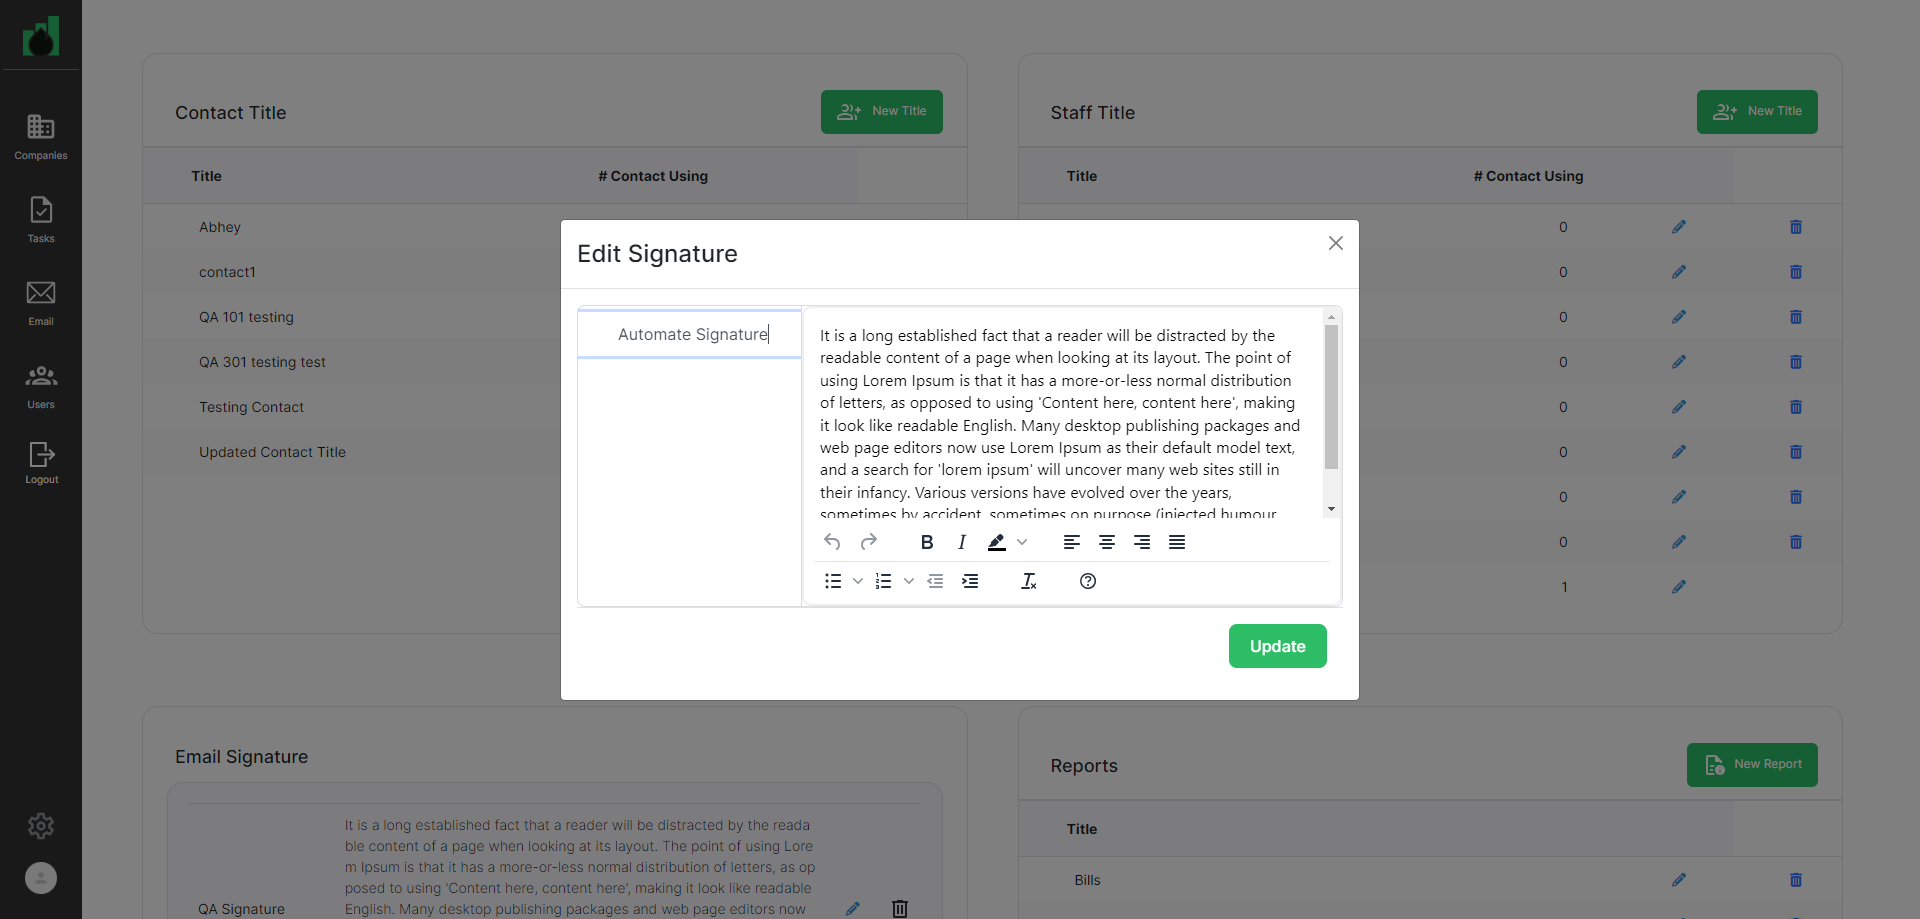 Companies
Tasks
Email
Users
Logout
Contact Title
New Title
Title
# Contact Using
Abhey
contact1
QA 101 testing
QA 301 testing test
Testing Contact
Updated Contact Title
Staff Title
New Title
Title
# Contact Using
0
0
0
0
0
0
0
0
1
Edit Signature
Automate Signature
It is a long established fact that a reader will be distracted by the
readable content of a page when looking at its layout. The point of
using Lorem Ipsum is that it has a more-or-less normal distribution
of letters, as opposed to using 'Content here, content here', making
it look like readable English. Many desktop publishing packages and
web page editors now use Lorem Ipsum as their default model text,
and a search for 'lorem ipsum' will uncover many web sites still in
their infancy. Various versions have evolved over the years,
sometimes by accident, sometimes on purpose (injected humour
Update
Email Signature
QA Signature
It is a long established fact that a reader will be distracted by the reada
ble content of a page when looking at its layout. The point of using Lore
m Ipsum is that it has a more-or-less normal distribution of letters, as op
posed to using 'Content here, content here', making it look like readable
English. Many desktop publishing packages and web page editors now
Reports
New Report
Title
Bills